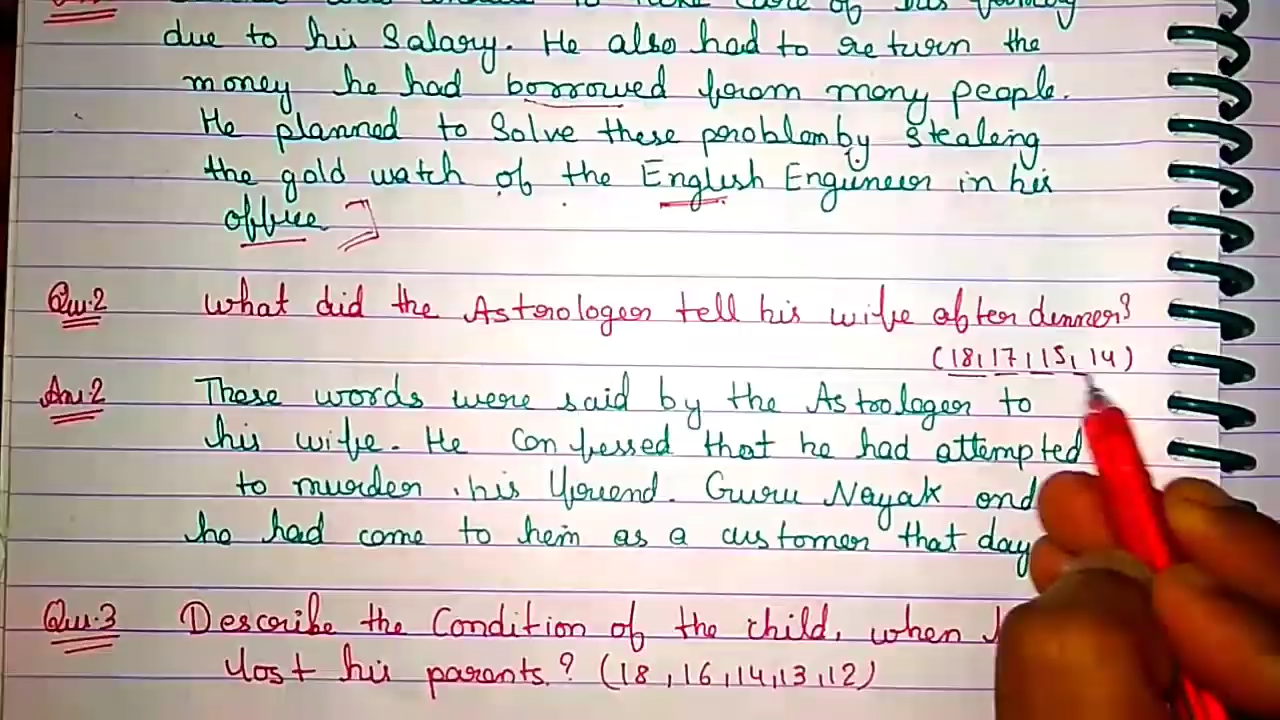 due to his Salary. He also had to return the
money he had borrowed from many people.
He planned to Solve these problem by Stealing
the gold watch of the English Engineer in his
office ]
Qu.2 What did the Astrologer tell his wife after dinner?
(18, 17, 15, 14)
An.2 These words were said by the Astrologer to
his wife. He Confessed that he had attempted
to murder his friend. Guru Nayak and
he had come to him as a customer that day
Qu.3 Describe the Condition of the child, when
lost his parents.? (18, 16, 14, 13, 12)